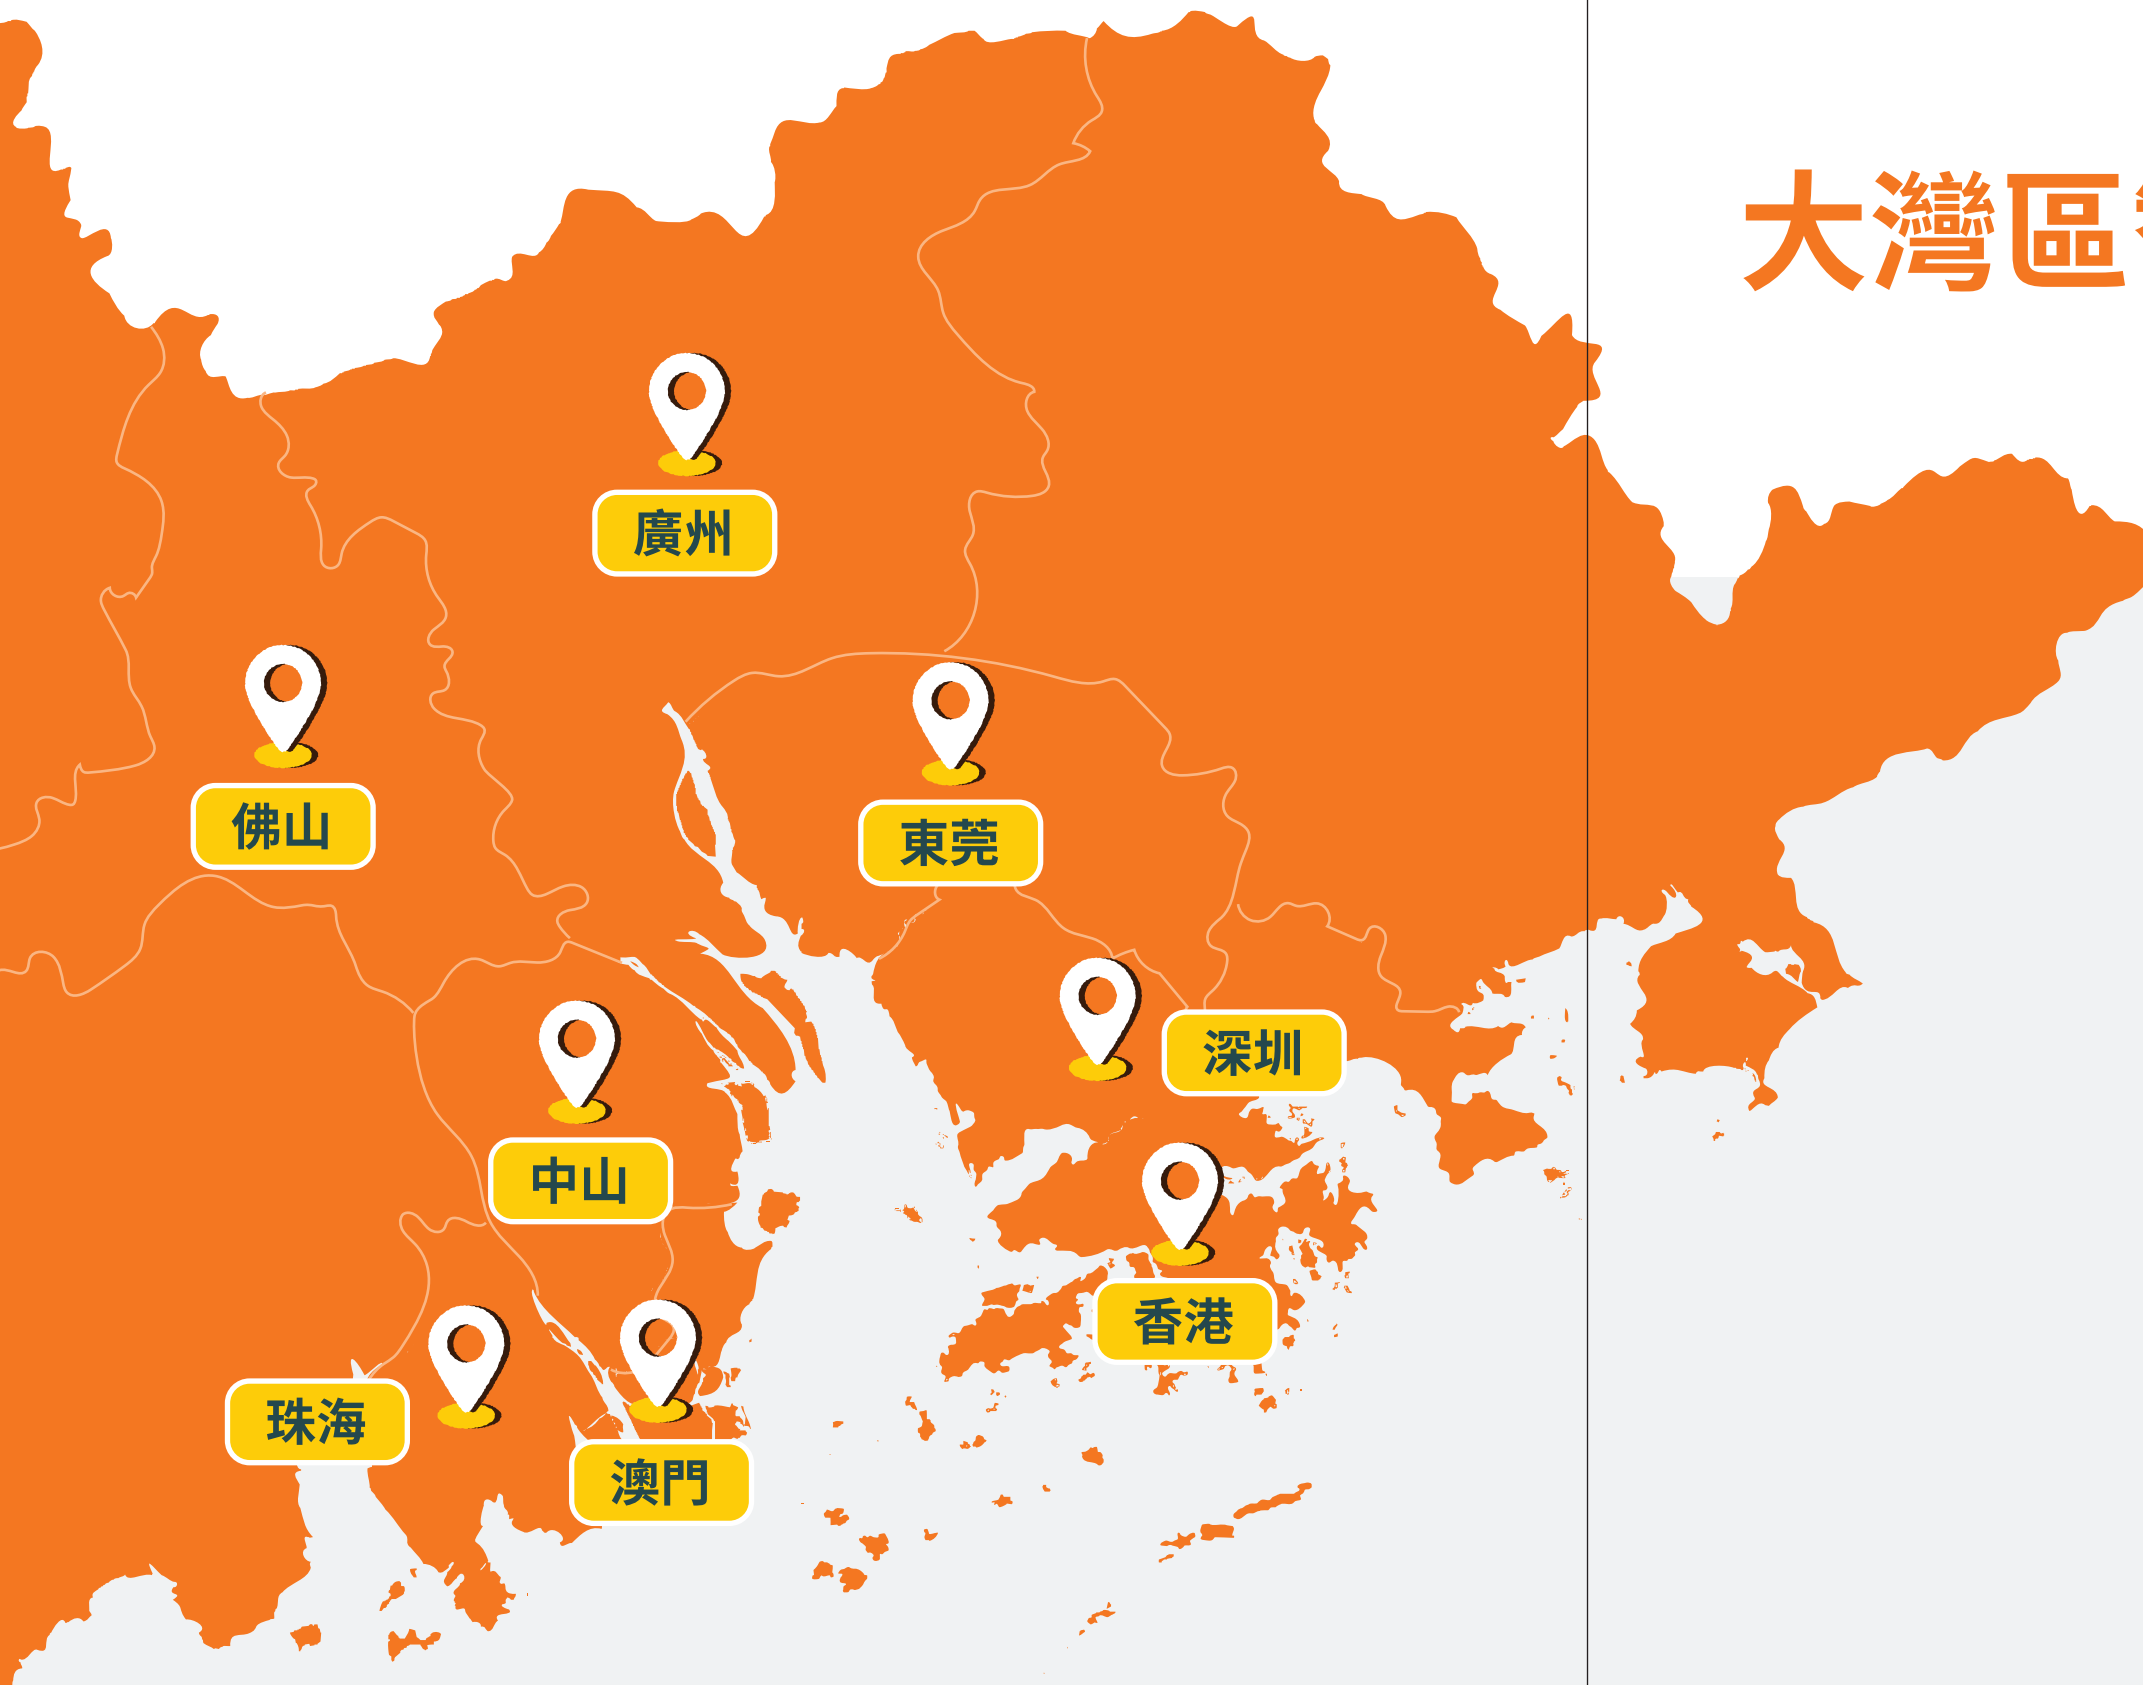 大灣區
廣州
佛山
東莞
深圳
中山
香港
珠海
澳門